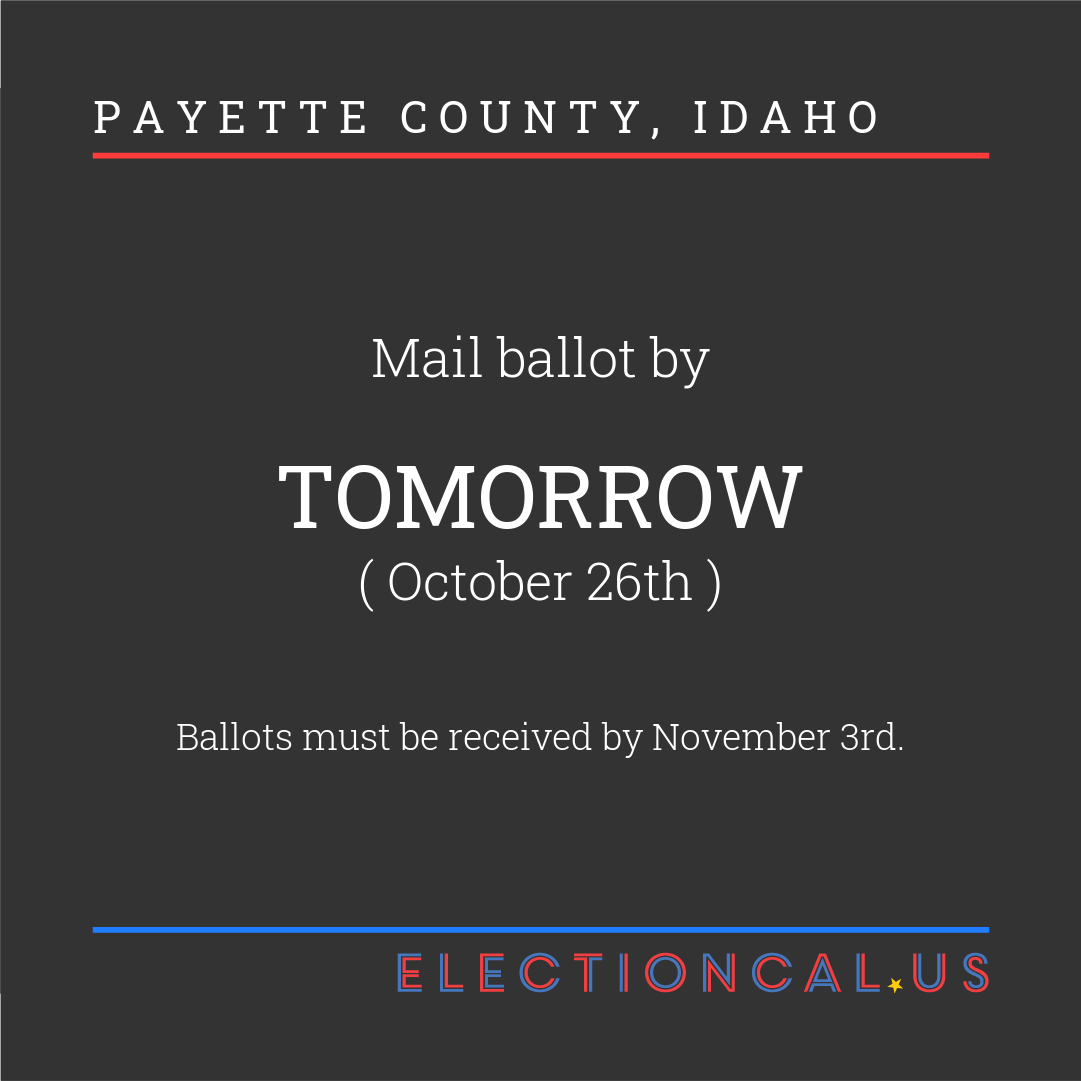 PAYETTE COUNTY, IDAHO
Mail ballot by
TOMORROW
( October 26th )
Ballots must be received by November 3rd.
ELECTIONCAL.US